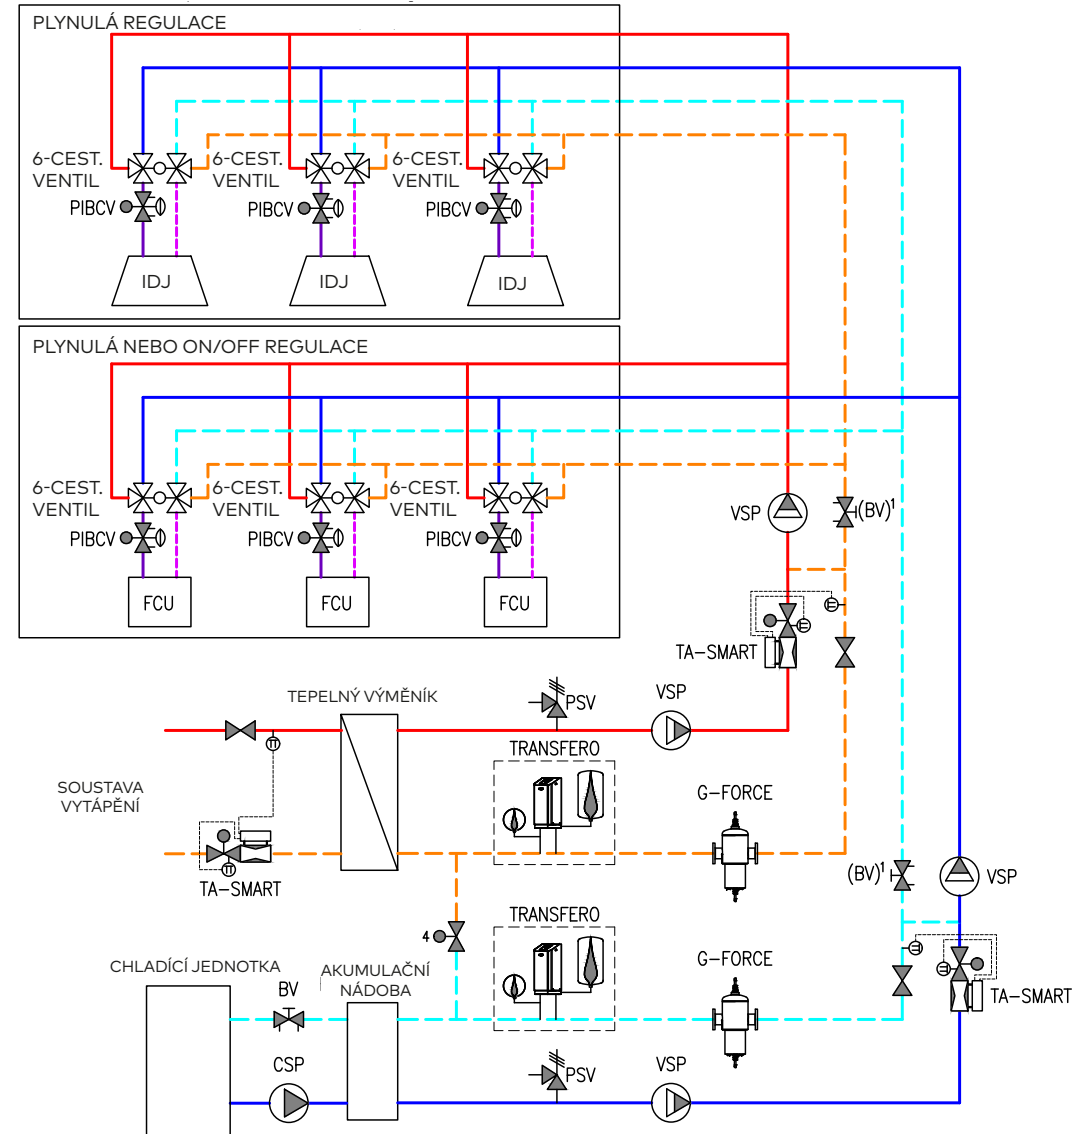 PLYNULÁ REGULACE
6-CEST.
VENTIL
6-CEST.
VENTIL
6-CEST.
VENTIL
PIBCV
PIBCV
PIBCV
IDJ
IDJ
IDJ
PLYNULÁ NEBO ON/OFF REGULACE
6-CEST.
VENTIL
6-CEST.
VENTIL
6-CEST.
VENTIL
PIBCV
PIBCV
PIBCV
FCU
FCU
FCU
VSP
(BV)¹
TA-SMART
TEPELNÝ VÝMĚNÍK
PSV
VSP
TRANSFERO
SOUSTAVA
VYTÁPĚNÍ
G-FORCE
TA-SMART
(BV)¹
VSP
TRANSFERO
4
CHLADÍCÍ JEDNOTKA
AKUMULAČNÍ
NÁDOBA
G-FORCE
BV
TA-SMART
CSP
PSV
VSP